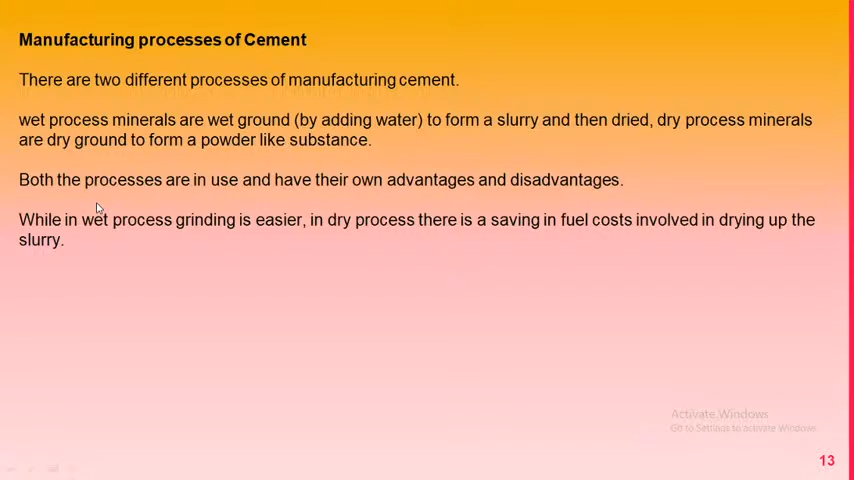 Manufacturing processes of Cement
There are two different processes of manufacturing cement.
wet process minerals are wet ground (by adding water) to form a slurry and then dried, dry process minerals
are dry ground to form a powder like substance.
Both the processes are in use and have their own advantages and disadvantages.
While in wet process grinding is easier, in dry process there is a saving in fuel costs involved in drying up the
slurry.
Activate Windows
Go to Settings to activate Windows.
13